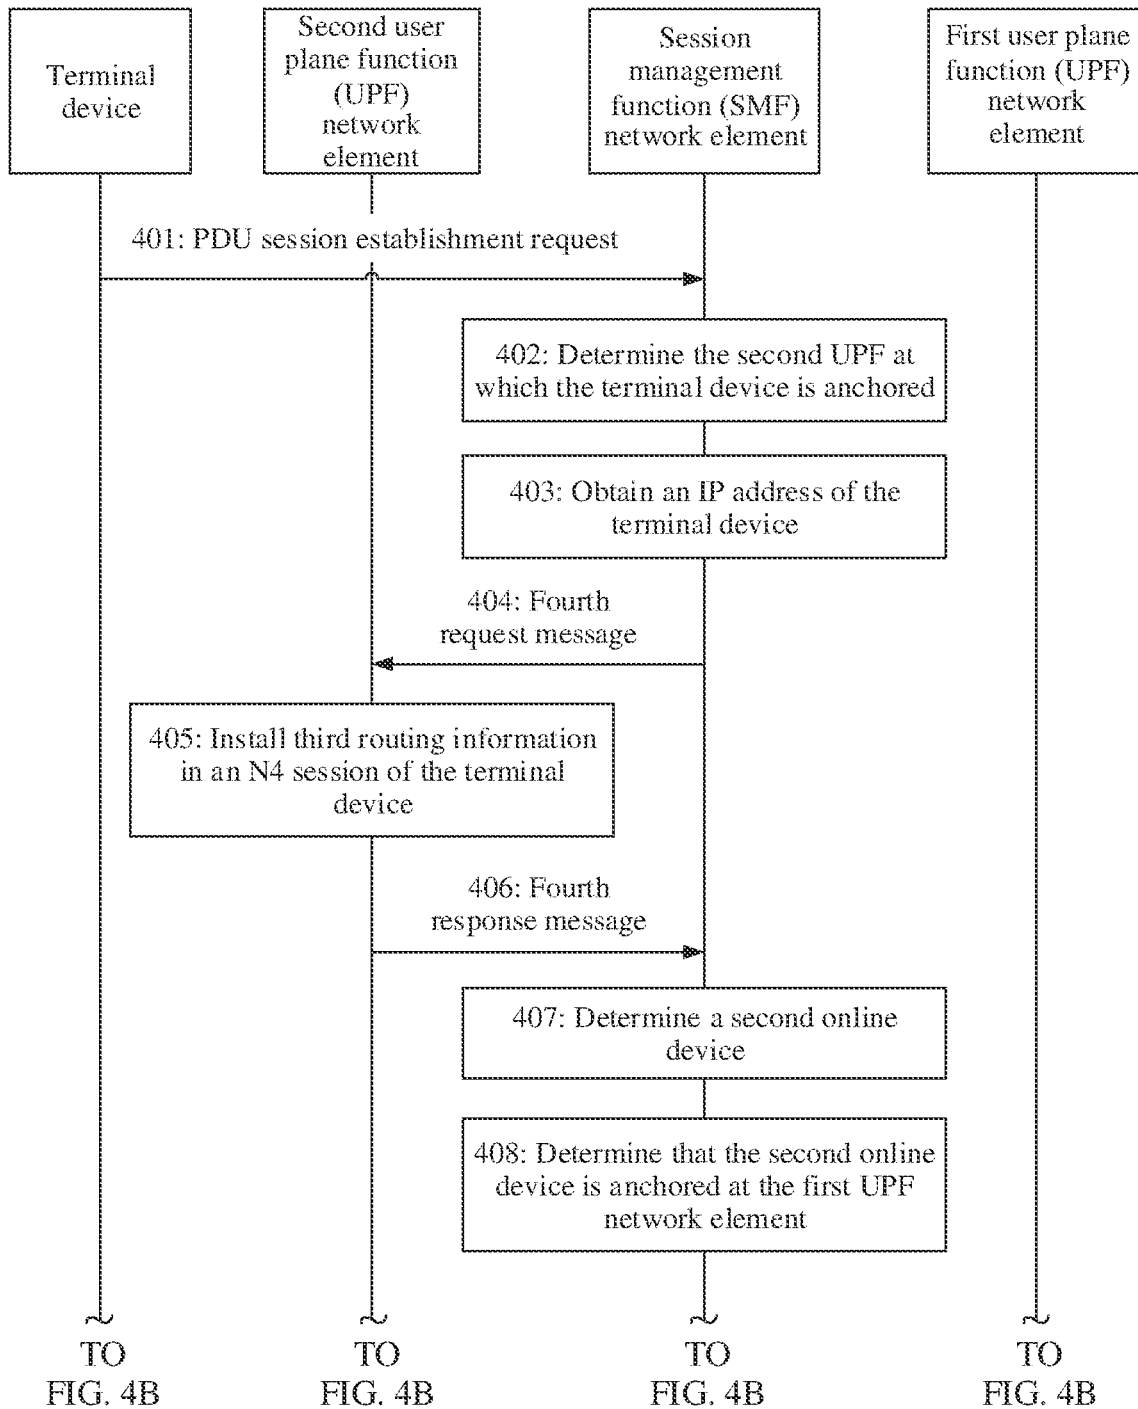 Terminal
device
Second user
plane function
(UPF)
network
element
Session
management
function (SMF)
network element
First user plane
function (UPF)
network
element
401: PDU session establishment request
402: Determine the second UPF at
which the terminal device is anchored
403: Obtain an IP address of the
terminal device
404: Fourth
request message
405: Install third routing information
in an N4 session of the terminal
device
406: Fourth
response message
407: Determine a second online
device
408: Determine that the second online
device is anchored at the first UPF
network element
TO
FIG. 4B
TO
FIG. 4B
TO
FIG. 4B
TO
FIG. 4B